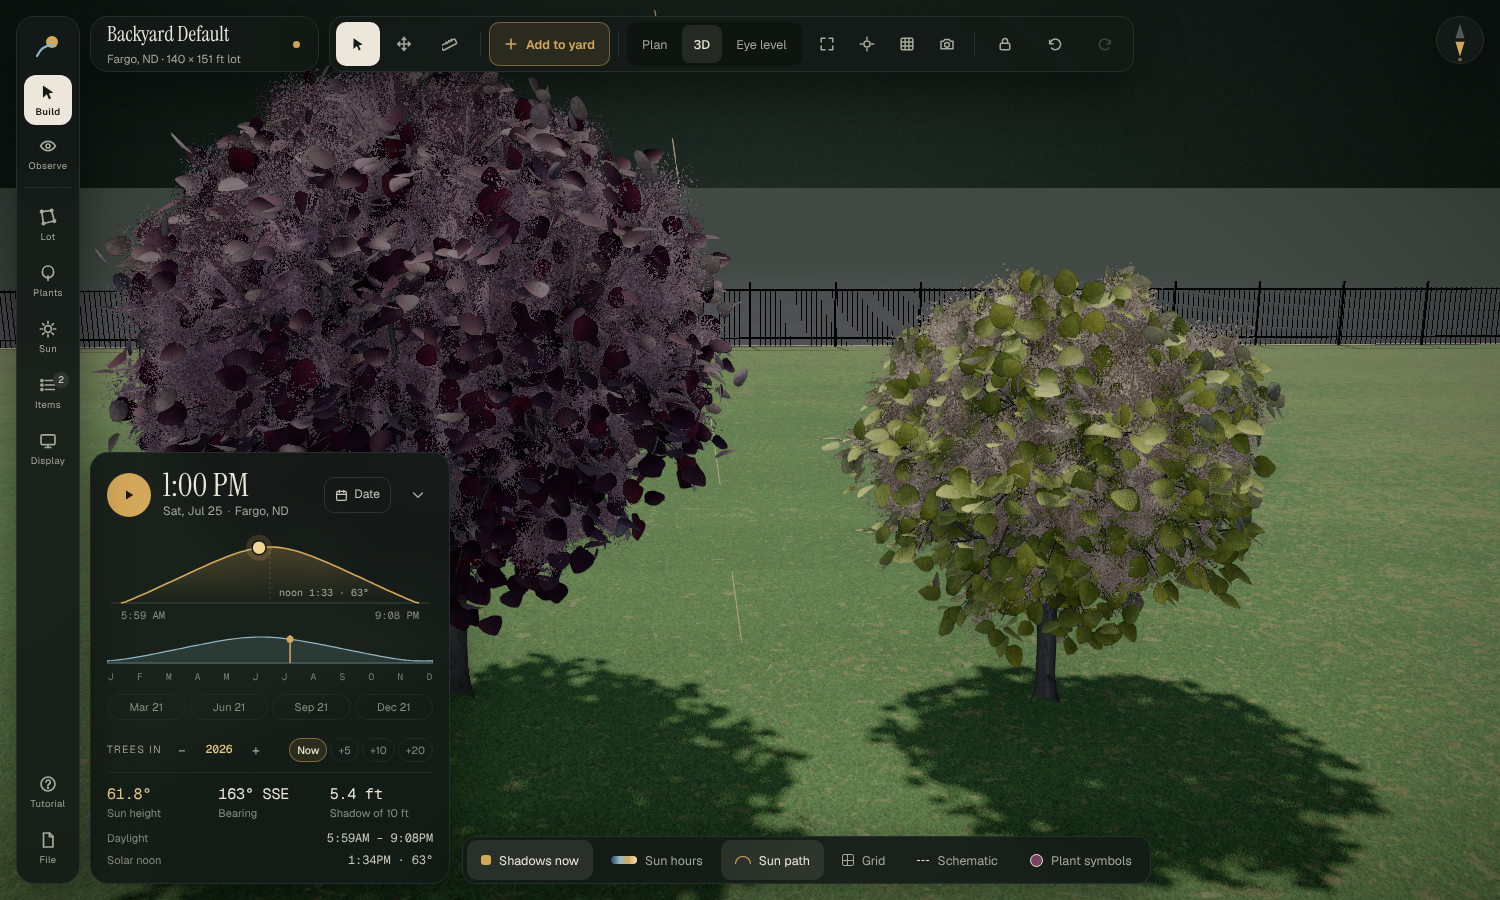 Backyard Default
Fargo, ND · 140 × 151 ft lot
Add to yard
Plan
3D
Eye level
N
Build
Observe
Lot
Plants
Sun
2
Items
Display
Tutorial
File
1:00 PM
Sat, Jul 25 · Fargo, ND
Date
noon 1:33 · 63°
5:59 AM
9:08 PM
J F M A M J J A S O N D
Mar 21
Jun 21
Sep 21
Dec 21
TREES IN − 2026 +
Now
+5
+10
+20
61.8° 163° SSE 5.4 ft
Sun height Bearing Shadow of 10 ft
Daylight 5:59AM – 9:08PM
Solar noon 1:34PM · 63°
Shadows now
Sun hours
Sun path
Grid
Schematic
Plant symbols